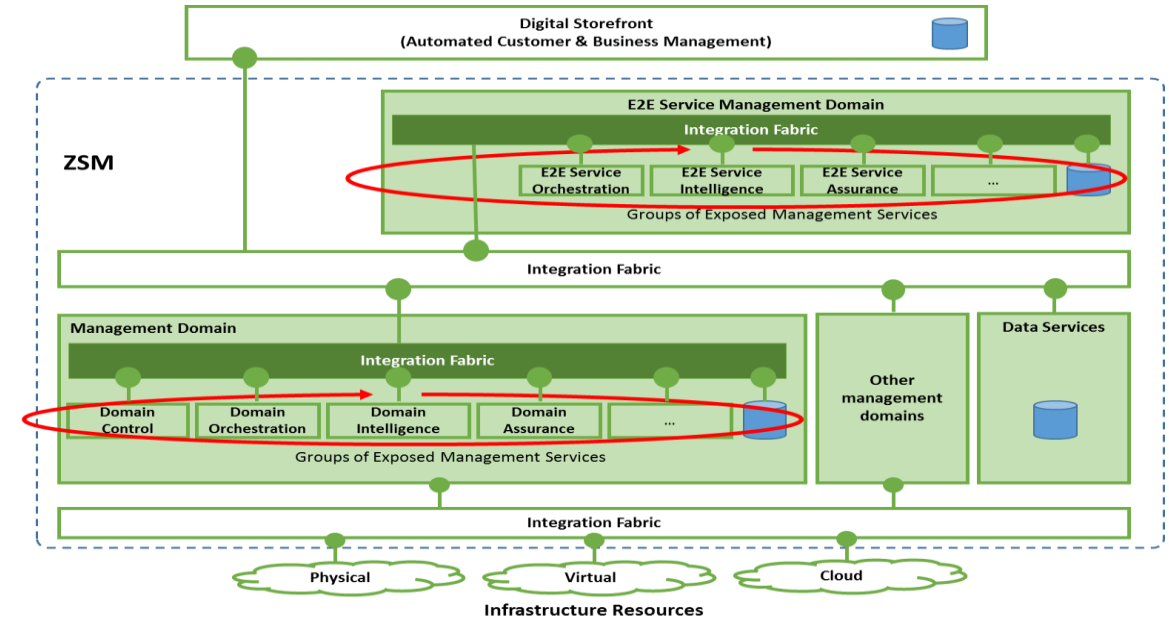 Digital Storefront
(Automated Customer & Business Management)
ZSM
E2E Service Management Domain
Integration Fabric
E2E Service
Orchestration
E2E Service
Intelligence
E2E Service
Assurance
...
Groups of Exposed Management Services
Integration Fabric
Management Domain
Integration Fabric
Domain
Control
Domain
Orchestration
Domain
Intelligence
Domain
Assurance
...
Groups of Exposed Management Services
Other
management
domains
Data Services
Integration Fabric
Physical
Virtual
Cloud
Infrastructure Resources